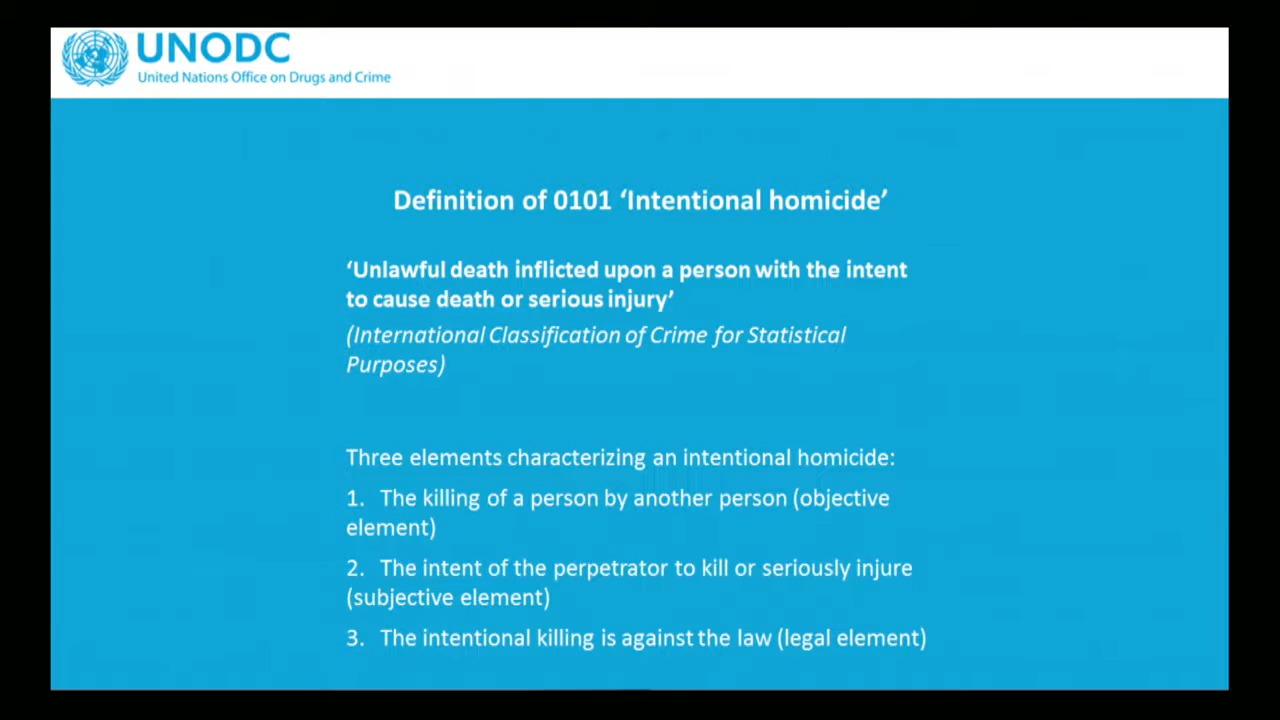 UNODC
United Nations Office on Drugs and Crime
Definition of 0101 ‘Intentional homicide’
‘Unlawful death inflicted upon a person with the intent
to cause death or serious injury’
(International Classification of Crime for Statistical
Purposes)
Three elements characterizing an intentional homicide:
1. The killing of a person by another person (objective
element)
2. The intent of the perpetrator to kill or seriously injure
(subjective element)
3. The intentional killing is against the law (legal element)